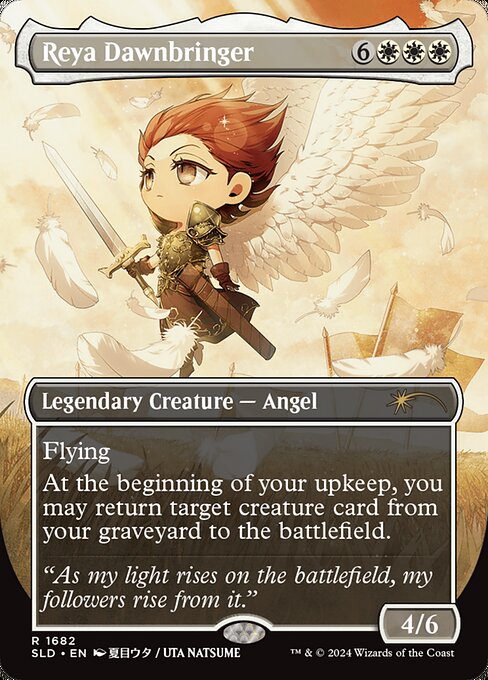 Reya Dawnbringer 6
Legendary Creature — Angel
Flying
At the beginning of your upkeep, you
may return target creature card from
your graveyard to the battlefield.
“As my light rises on the battlefield, my
followers rise from it.”
4/6
R 1682
SLD • EN 夏目ウタ / UTA NATSUME
™ & © 2024 Wizards of the Coast